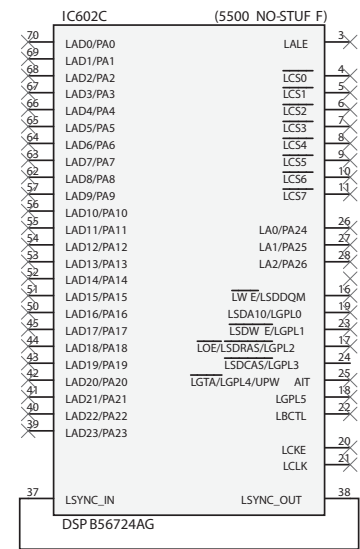 IC602C (5500 NO-STUF F)
70 LAD0/PA0 LALE 3
69 LAD1/PA1
68 LAD2/PA2 LCS0 4
67 LAD3/PA3 LCS1 5
66 LAD4/PA4 LCS2 6
65 LAD5/PA5 LCS3 7
64 LAD6/PA6 LCS4 8
63 LAD7/PA7 LCS5 9
62 LAD8/PA8 LCS6 10
57 LAD9/PA9 LCS7 11
56 LAD10/PA10
55 LAD11/PA11 LA0/PA24 26
54 LAD12/PA12 LA1/PA25 27
53 LAD13/PA13 LA2/PA26 28
52 LAD14/PA14
51 LAD15/PA15 LW E/LSDDQM 16
50 LAD16/PA16 LSDA10/LGPL0 19
45 LAD17/PA17 LSDW E/LGPL1 23
44 LAD18/PA18 LOE/LSDRAS/LGPL2 17
43 LAD19/PA19 LSDCAS/LGPL3 24
42 LAD20/PA20 LGTA/LGPL4/UPW AIT 25
41 LAD21/PA21 LGPL5 18
40 LAD22/PA22 LBCTL 22
39 LAD23/PA23
LCKE 20
LCLK 21
37 LSYNC_IN LSYNC_OUT 38
DSP B56724AG